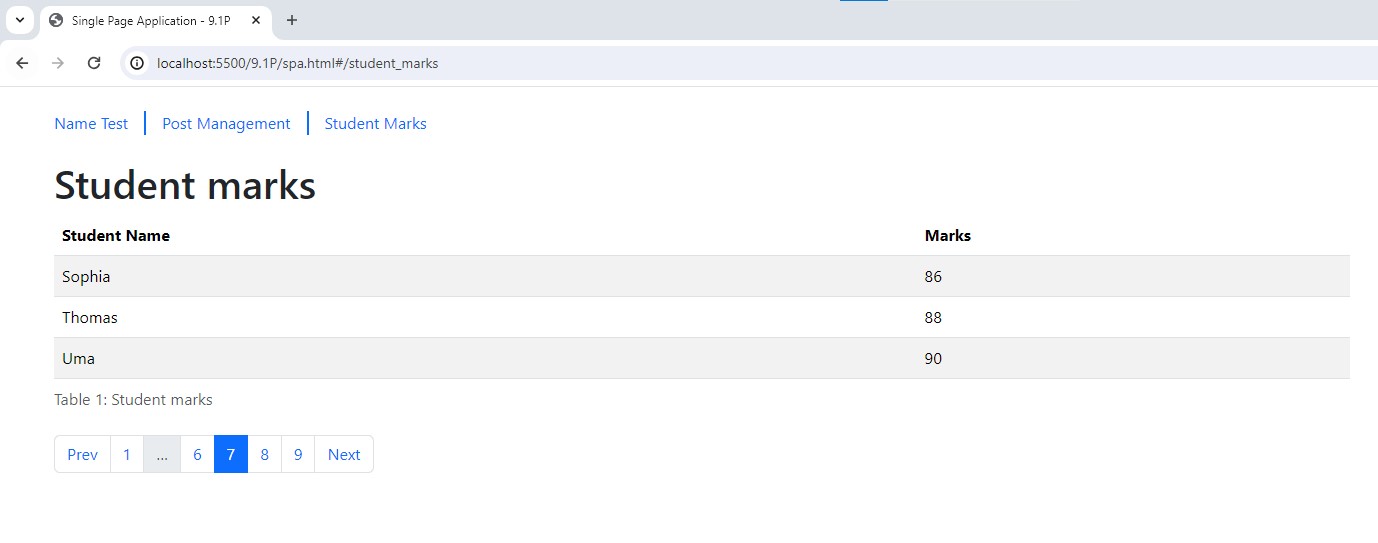 Single Page Application - 9.1P
localhost:5500/9.1P/spa.html#/student_marks
Name Test Post Management Student Marks
Student marks
Student Name Marks
Sophia 86
Thomas 88
Uma 90
Table 1: Student marks
Prev 1 ... 6 7 8 9 Next